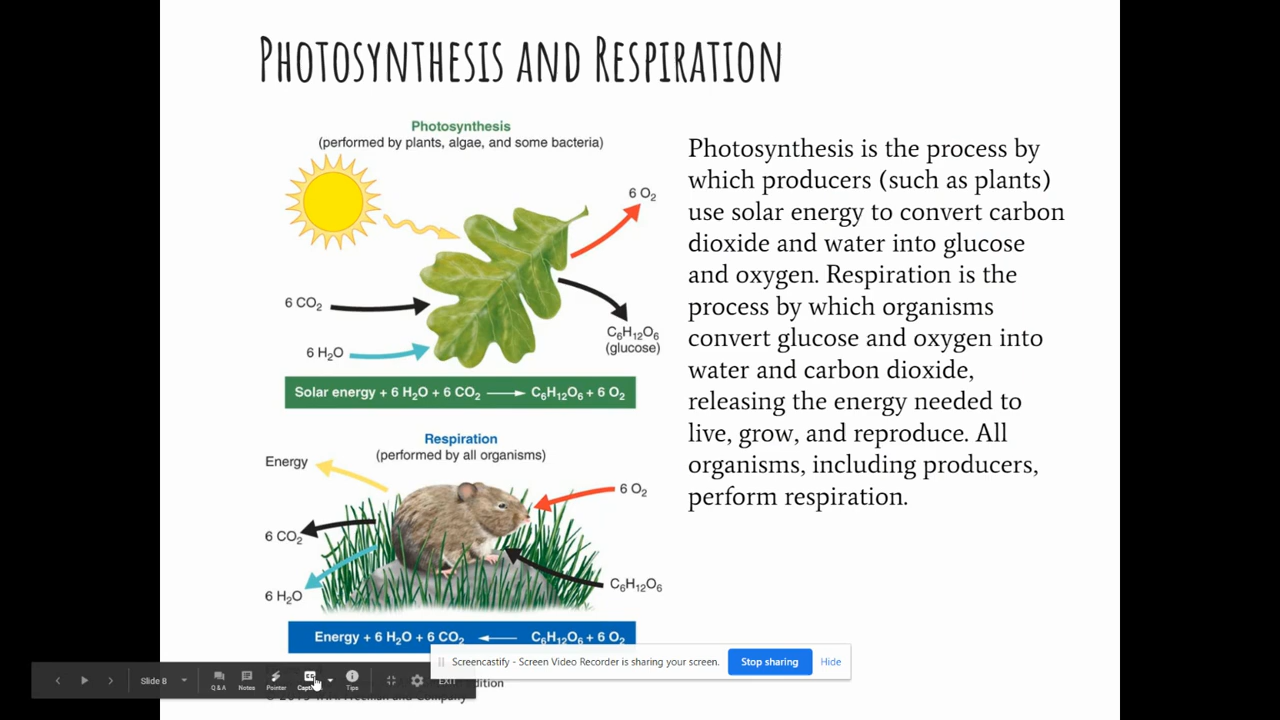 PHOTOSYNTHESIS AND RESPIRATION
Photosynthesis
(performed by plants, algae, and some bacteria)
6 O₂
6 CO₂
6 H₂O
C₆H₁₂O₆
(glucose)
Solar energy + 6 H₂O + 6 CO₂ → C₆H₁₂O₆ + 6 O₂
Respiration
(performed by all organisms)
Energy
6 O₂
6 CO₂
C₆H₁₂O₆
6 H₂O
Energy + 6 H₂O + 6 CO₂ ← C₆H₁₂O₆ + 6 O₂
Photosynthesis is the process by
which producers (such as plants)
use solar energy to convert carbon
dioxide and water into glucose
and oxygen. Respiration is the
process by which organisms
convert glucose and oxygen into
water and carbon dioxide,
releasing the energy needed to
live, grow, and reproduce. All
organisms, including producers,
perform respiration.
Screencastify - Screen Video Recorder is sharing your screen.
Stop sharing
Hide
Slide 8
Q & A
Notes
Pointer
Tips
EXIT